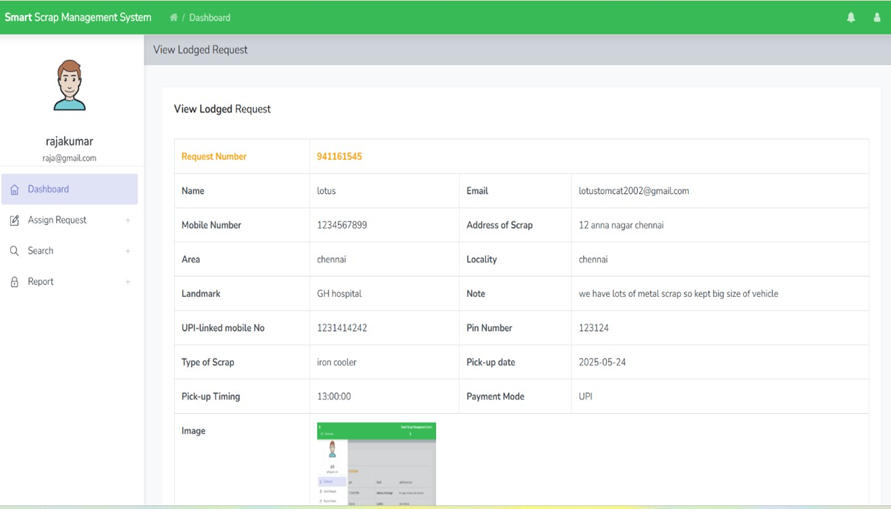 Smart Scrap Management System / Dashboard
View Lodged Request
rajakumar
raja@gmail.com
Dashboard
Assign Request +
Search +
Report +
View Lodged Request
Request Number 941161545
Name lotus Email lotustomcat2002@gmail.com
Mobile Number 1234567899 Address of Scrap 12 anna nagar chennai
Area chennai Locality chennai
Landmark GH hospital Note we have lots of metal scrap so kept big size of vehicle
UPI-linked mobile No 1231414242 Pin Number 123124
Type of Scrap iron cooler Pick-up date 2025-05-24
Pick-up Timing 13:00:00 Payment Mode UPI
Image